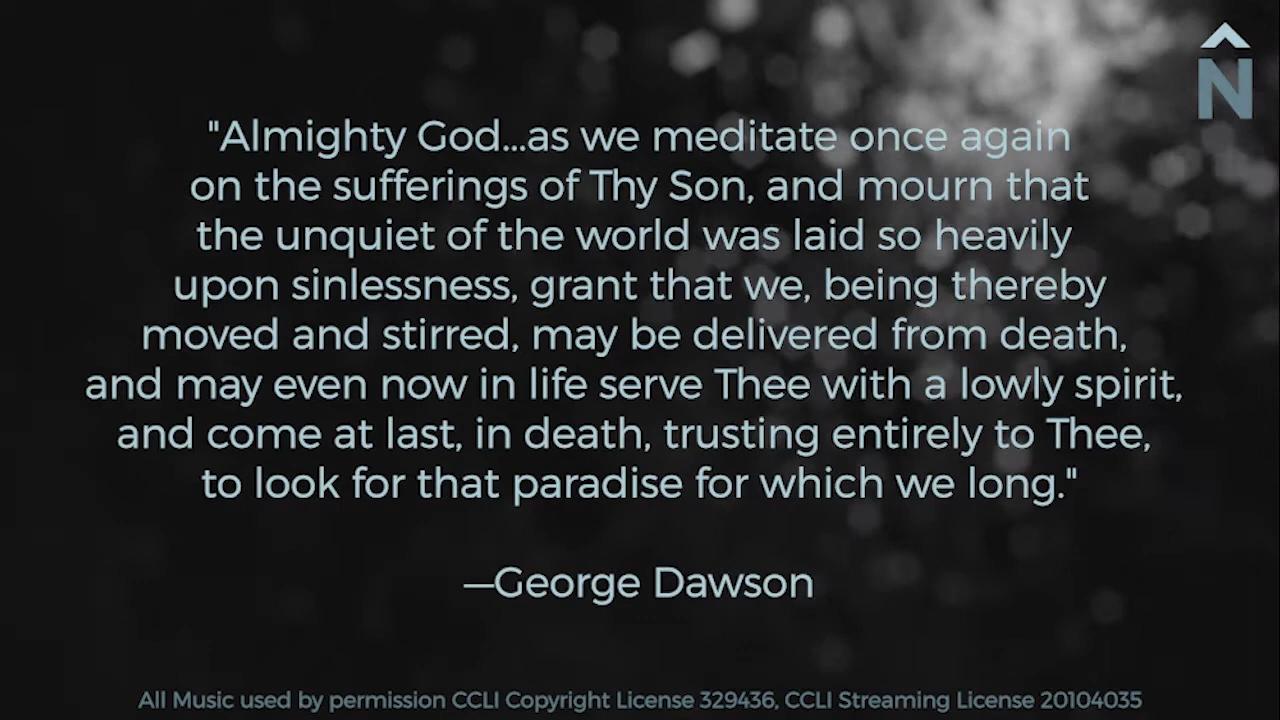 N
"Almighty God...as we meditate once again
on the sufferings of Thy Son, and mourn that
the unquiet of the world was laid so heavily
upon sinlessness, grant that we, being thereby
moved and stirred, may be delivered from death,
and may even now in life serve Thee with a lowly spirit,
and come at last, in death, trusting entirely to Thee,
to look for that paradise for which we long."
—George Dawson
All Music used by permission CCLI Copyright License 329436, CCLI Streaming License 20104035